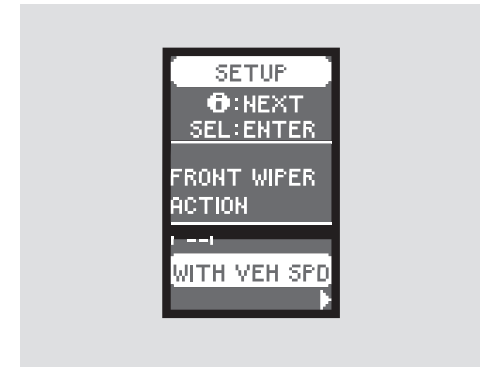 SETUP
i:NEXT
SEL:ENTER
FRONT WIPER
ACTION
WITH VEH SPD